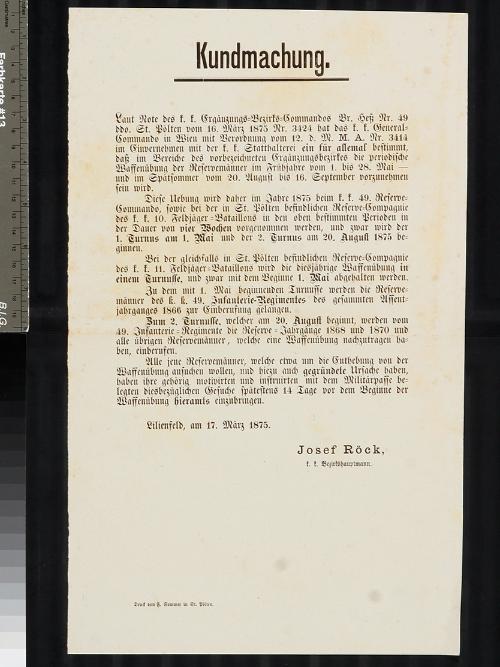 Kundmachung.
Laut Note des k. k. Ergänzungs-Bezirks-Commandos Br. Heß Nr. 49
ddo. St. Pölten vom 16. März 1875 Nr. 3424 hat das k. k. General-
Commando in Wien mit Verordnung vom 12. d. M. M. A. Nr. 3414
im Einvernehmen mit der k. k. Statthalterei ein für allemal bestimmt,
daß im Bereiche des vorbezeichneten Ergänzungsbezirkes die periodische
Waffenübung der Reservemänner im Frühjahre vom 1. bis 28. Mai —
und im Spätsommer vom 20. August bis 16. September vorzunehmen
sein wird.
Diese Uebung wird daher im Jahre 1875 beim k. k. 49. Reserve-
Commando, sowie bei der in St. Pölten befindlichen Reserve-Compagnie
des k. k. 10. Feldjäger-Bataillons in den oben bestimmten Perioden in
der Dauer von vier Wochen vorgenommen werden, und zwar wird der
1. Turnus am 1. Mai und der 2. Turnus am 20. August 1875 be-
ginnen.
Bei der gleichfalls in St. Pölten befindlichen Reserve-Compagnie
des k. k. 11. Feldjäger-Bataillons wird die diesjährige Waffenübung in
einem Turnusse, und zwar mit dem Beginne 1. Mai abgehalten werden.
Zu dem mit 1. Mai beginnenden Turnusse werden die Reserve-
männer des k. k. 49. Infanterie-Regimentes des gesammten Assent-
jahrganges 1866 zur Einberufung gelangen.
Zum 2. Turnusse, welcher am 20. August beginnt, werden vom
49. Infanterie-Regimente die Reserve-Jahrgänge 1868 und 1870 und
alle übrigen Reservemänner, welche eine Waffenübung nachzutragen ha-
ben, einberufen.
Alle jene Reservemänner, welche etwa um die Enthebung von der
Waffenübung ansuchen wollen, und hiezu auch gegründete Ursache haben,
haben ihre gehörig motivirten und instruirten mit dem Militärpasse be-
legten diesbezüglichen Gesuche spätestens 14 Tage vor dem Beginne der
Waffenübung hieramts einzubringen.
Lilienfeld, am 17. März 1875.
Josef Röck,
k. k. Bezirkshauptmann.
Druck von F. Sommer in St. Pölten.
Farbkarte #13
B.I.G.